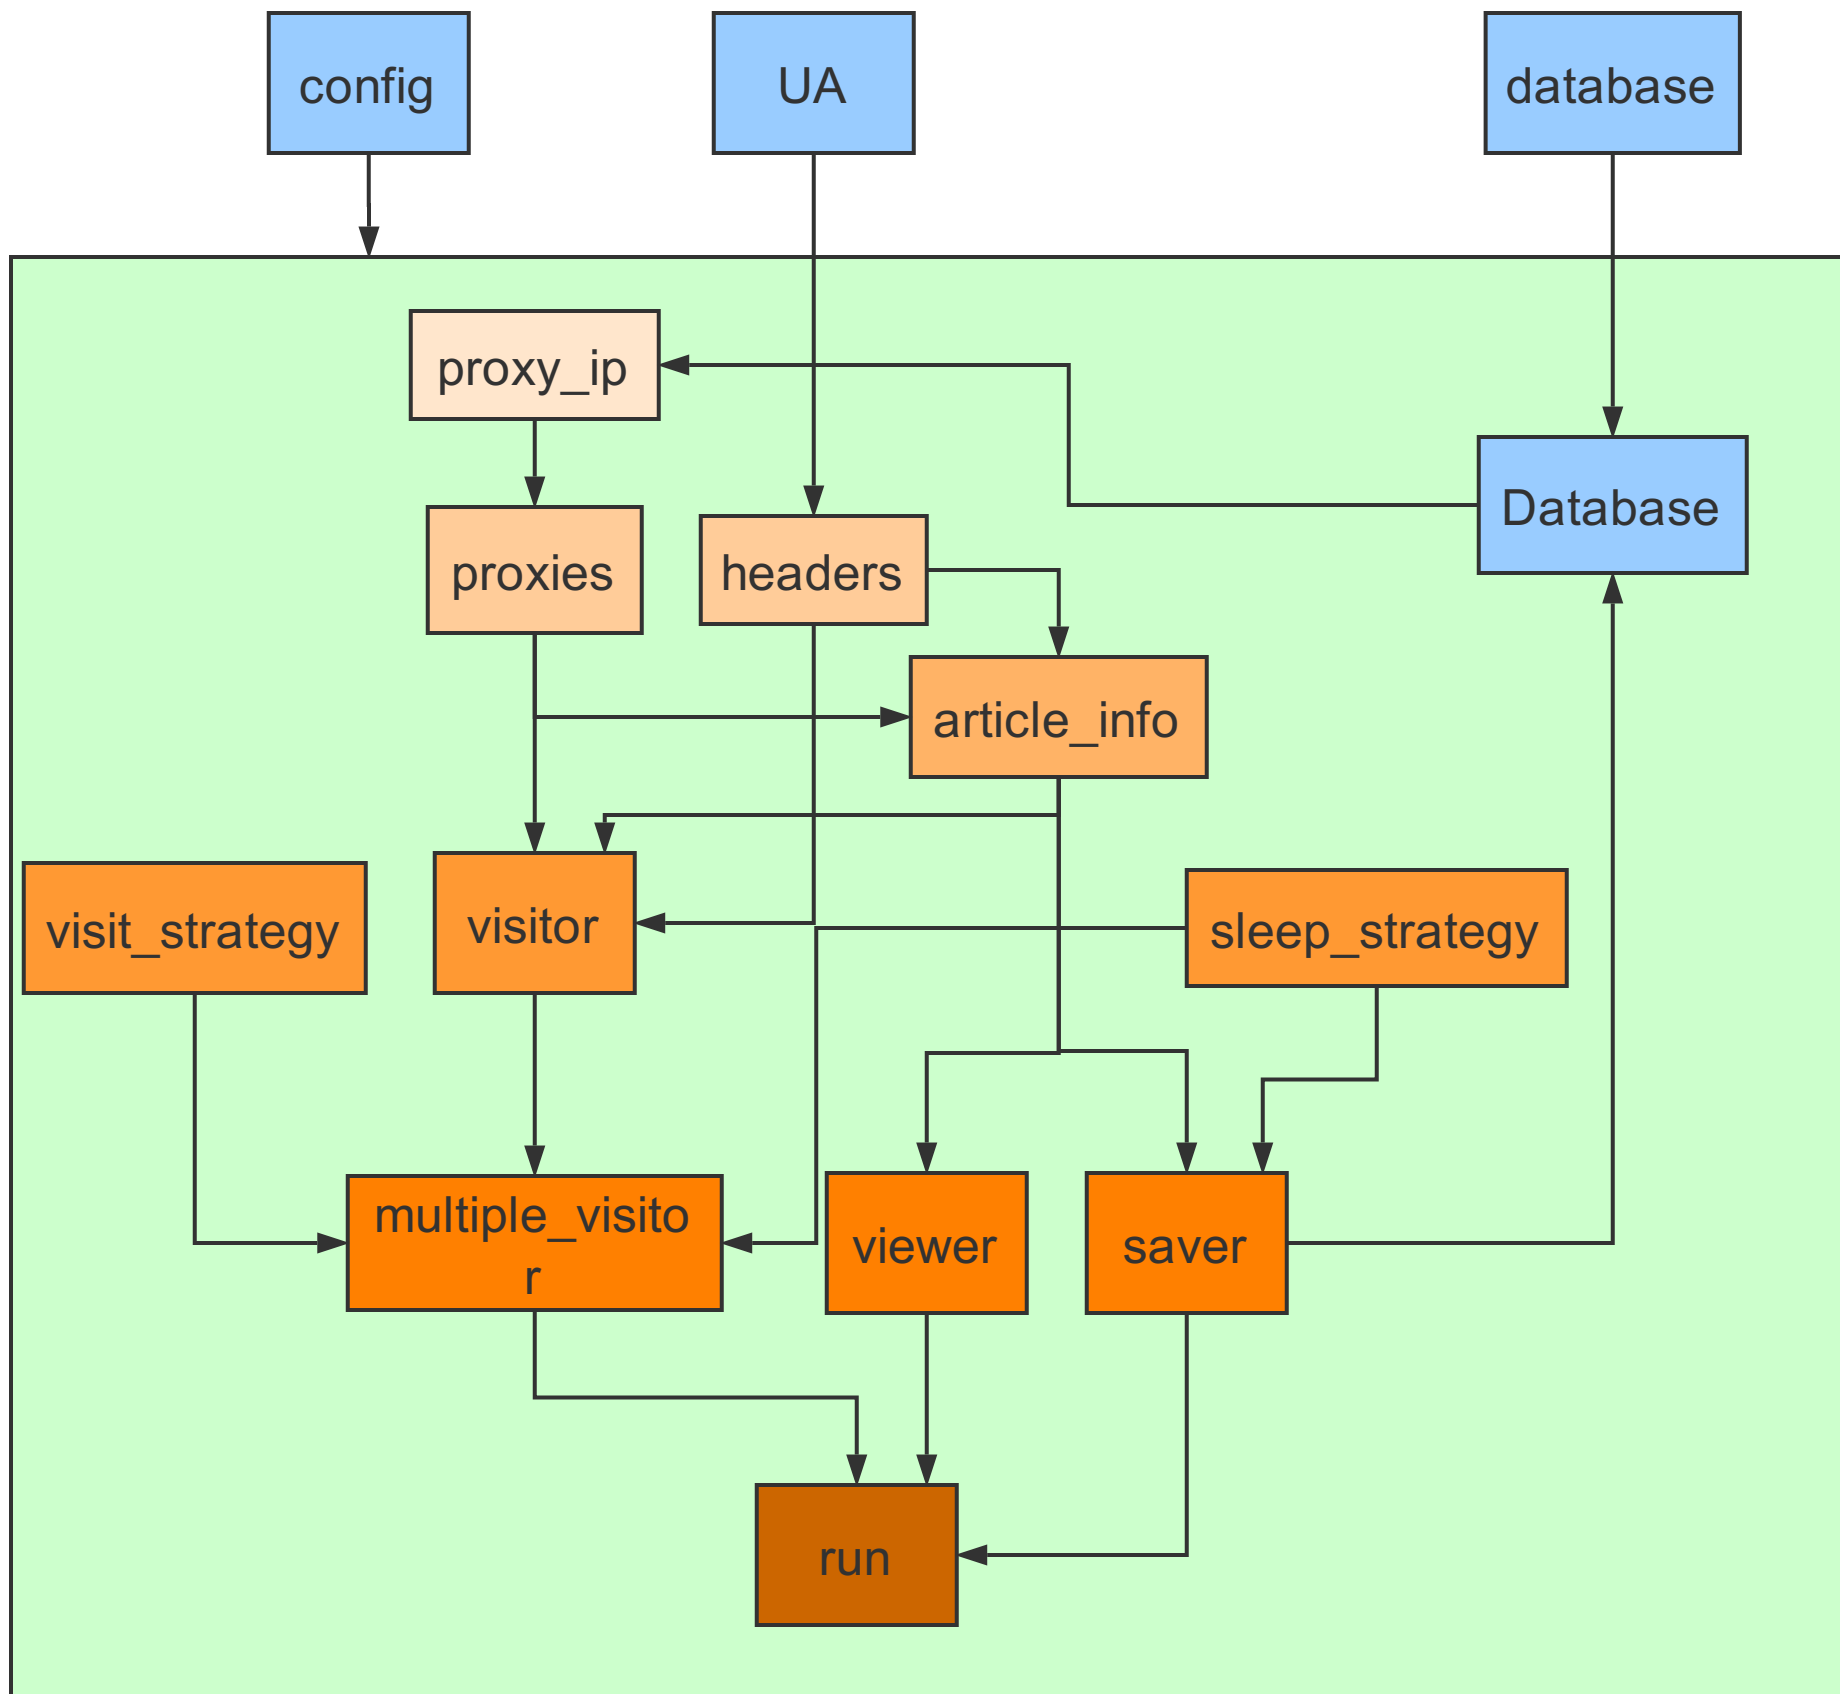 config
UA
database
proxy_ip
Database
proxies
headers
article_info
visit_strategy
visitor
sleep_strategy
multiple_visito
r
viewer
saver
run